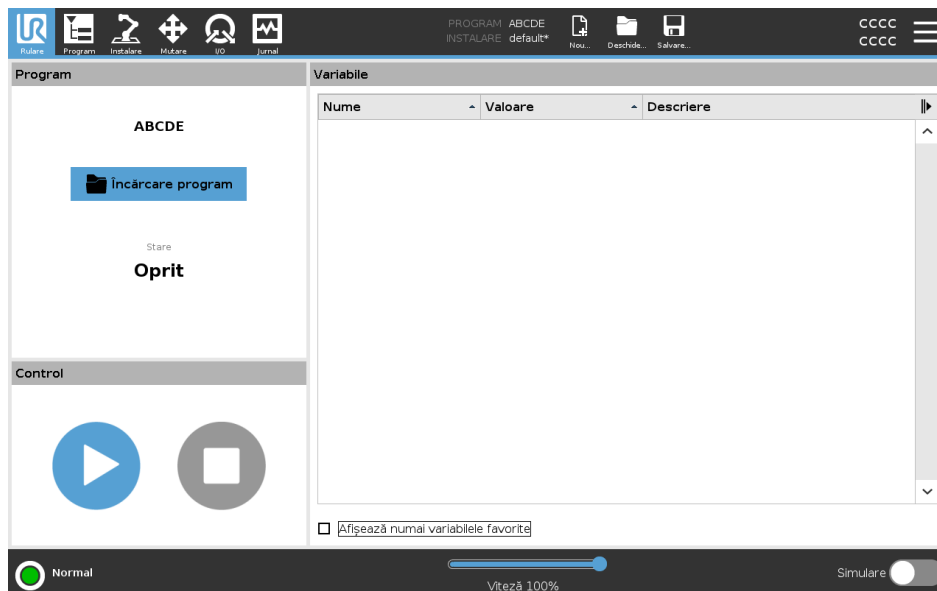 PROGRAM ABCDE
INSTALARE default*
CCCC
CCCC
Rulare Program Instalare Mutare I/O Jurnal Nou... Deschide... Salvare...
Program
Variabile
Nume Valoare Descriere
ABCDE
Încărcare program
Stare
Oprit
Control
Afișează numai variabilele favorite
Normal
Viteză 100%
Simulare